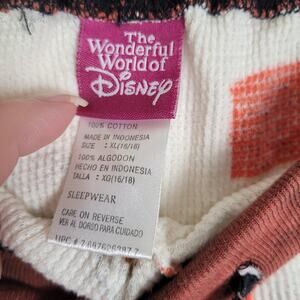 The
Wonderful
World of
Disney
100% COTTON
MADE IN INDONESIA
SIZE : XL(16/18)
100% ALGODON
HECHO EN INDONESIA
TALLA : XG(16/18)
SLEEPWEAR
CARE ON REVERSE
VER AL DORSO PARA CUIDADO
UPC #